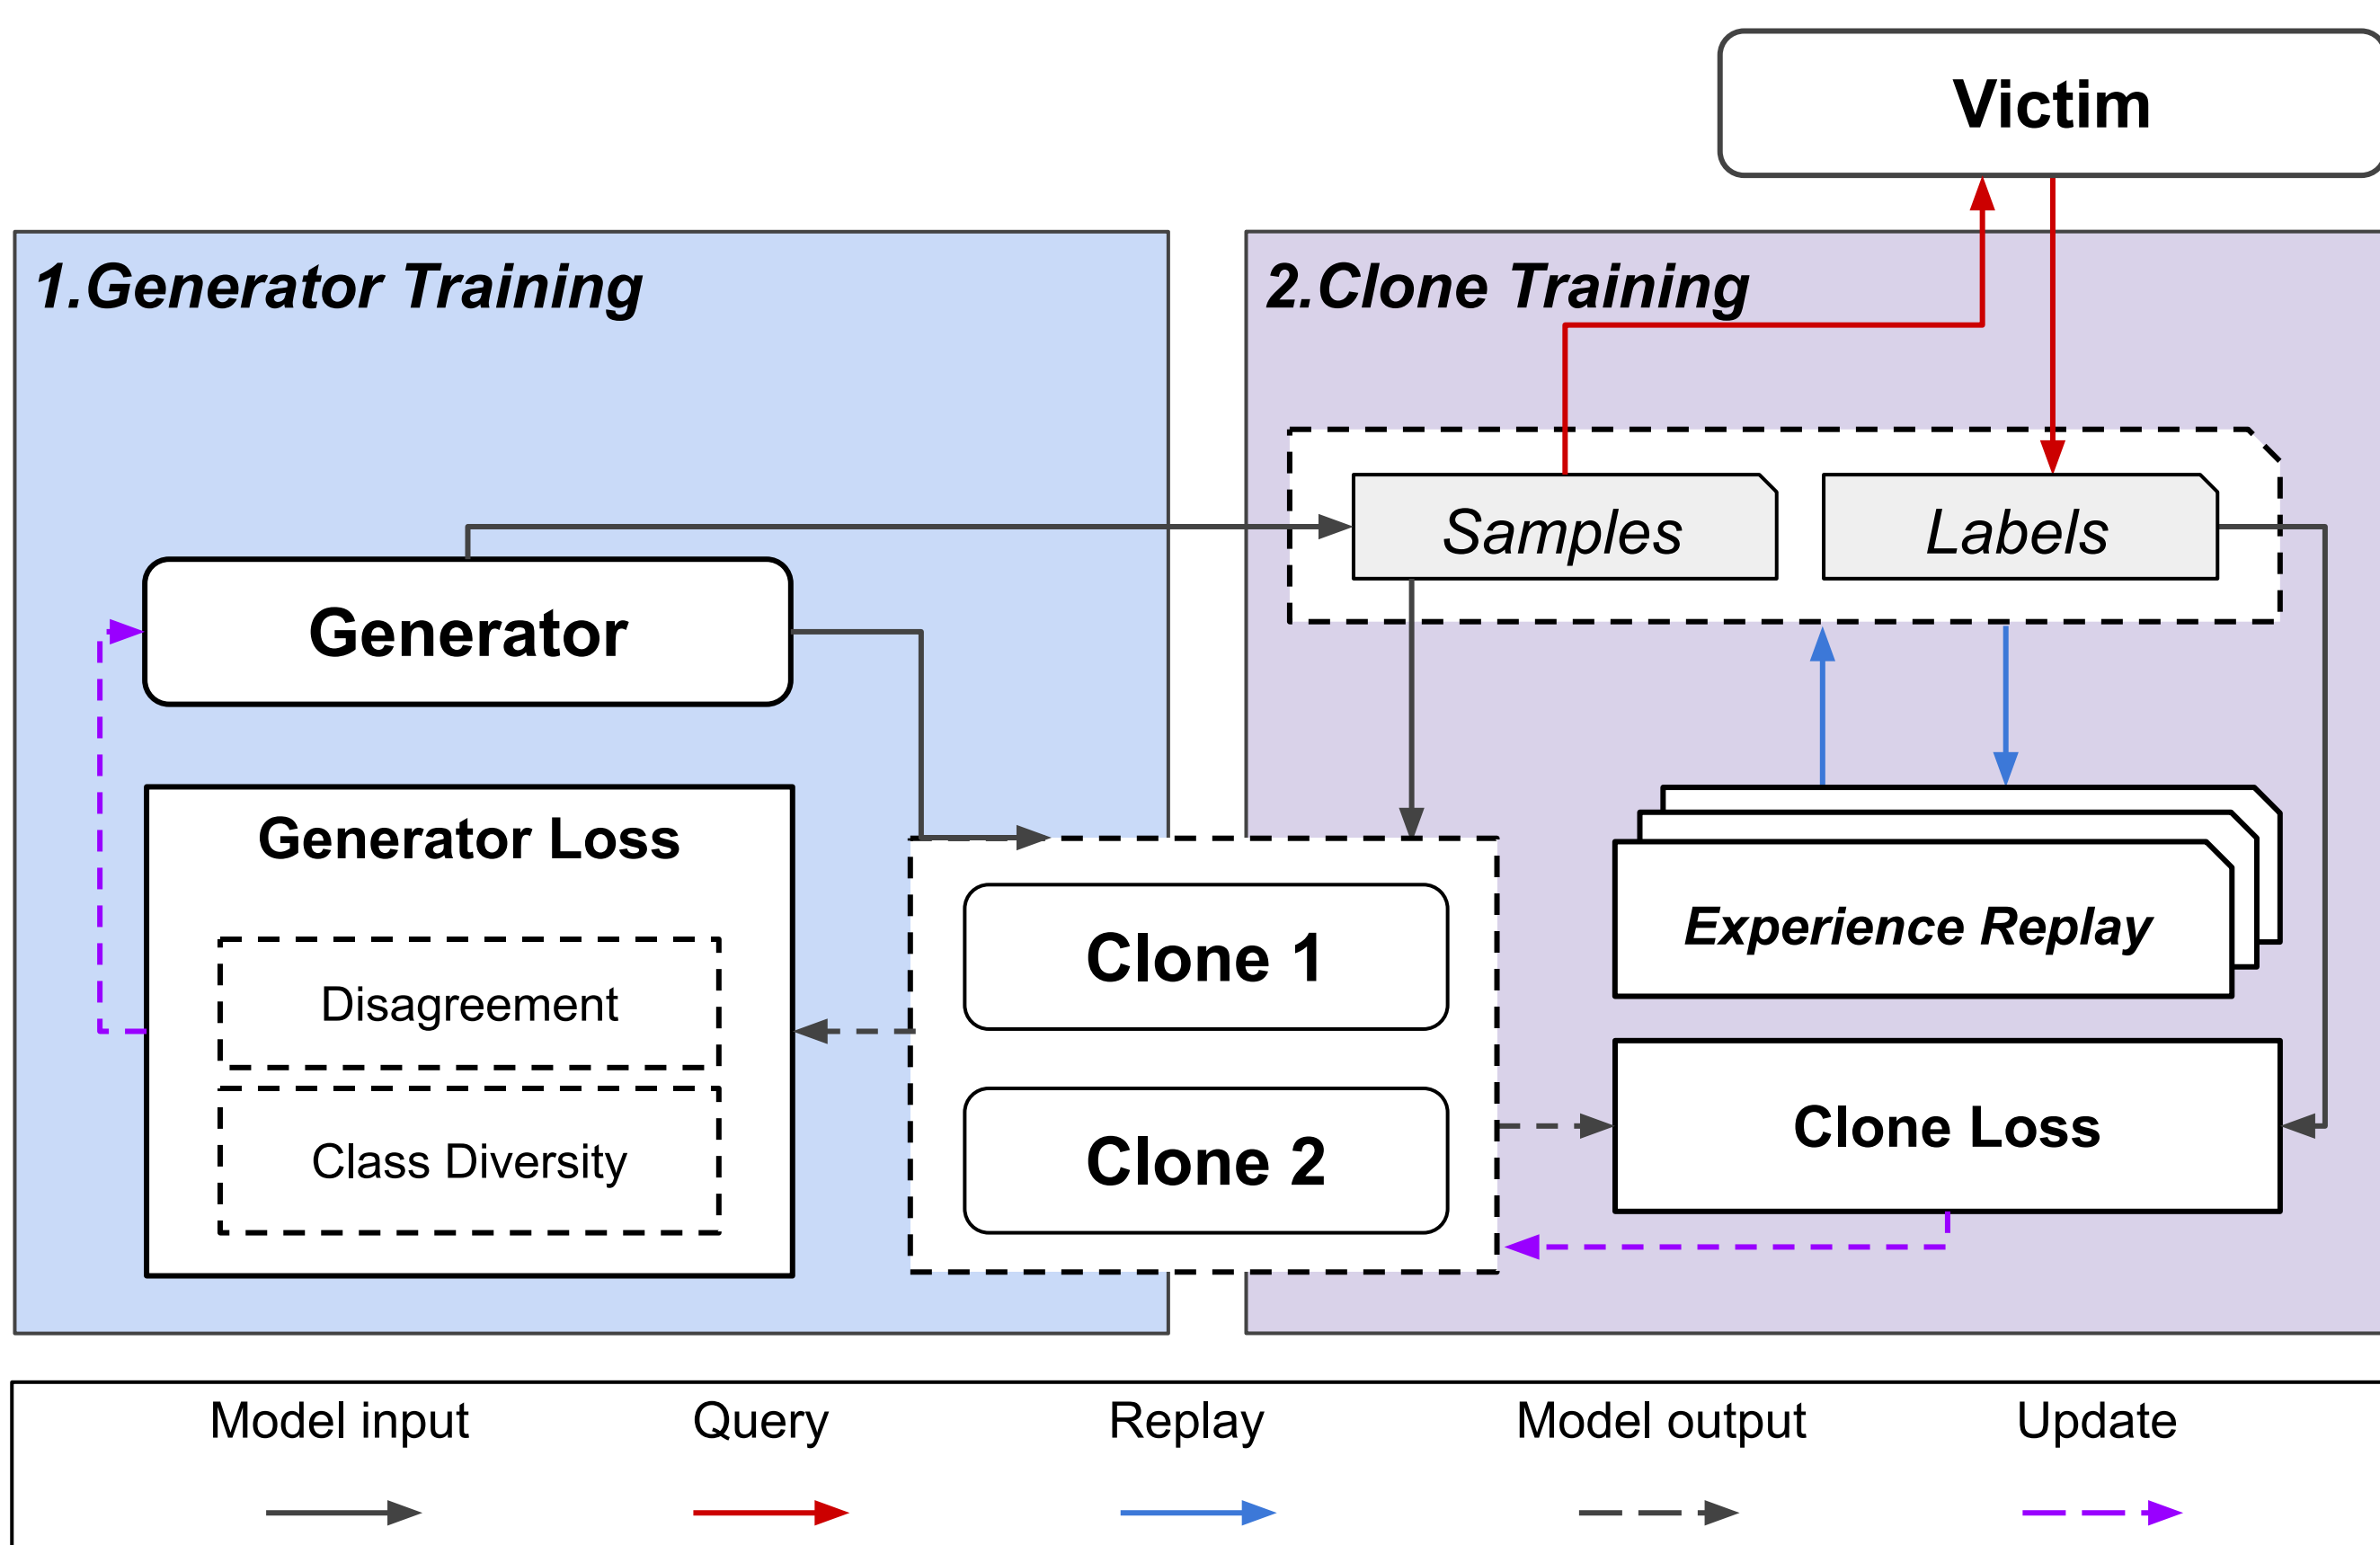 Victim
1.Generator Training
2.Clone Training
Samples
Labels
Generator
Generator Loss
Disagreement
Class Diversity
Clone 1
Clone 2
Experience Replay
Clone Loss
Model input
Query
Replay
Model output
Update